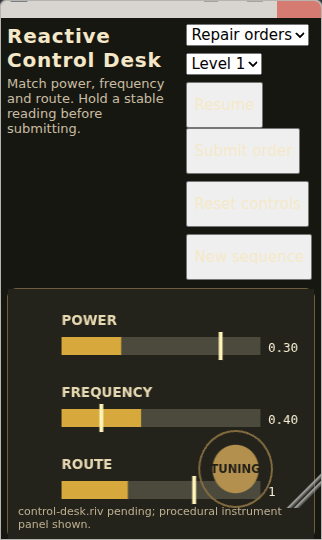 Reactive
Control Desk
Match power, frequency
and route. Hold a stable
reading before
submitting.
Repair orders
Level 1
Resume
Submit order
Reset controls
New sequence
POWER
0.30
FREQUENCY
0.40
ROUTE
TUNING
1
control-desk.riv pending; procedural instrument
panel shown.